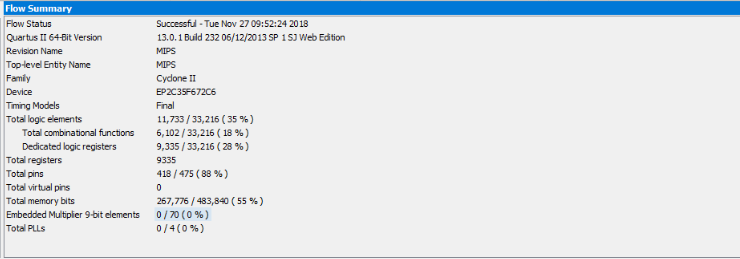 Flow Summary
Flow Status Successful - Tue Nov 27 09:52:24 2018
Quartus II 64-Bit Version 13.0.1 Build 232 06/12/2013 SP 1 SJ Web Edition
Revision Name MIPS
Top-level Entity Name MIPS
Family Cyclone II
Device EP2C35F672C6
Timing Models Final
Total logic elements 11,733 / 33,216 ( 35 % )
Total combinational functions 6,102 / 33,216 ( 18 % )
Dedicated logic registers 9,335 / 33,216 ( 28 % )
Total registers 9335
Total pins 418 / 475 ( 88 % )
Total virtual pins 0
Total memory bits 267,776 / 483,840 ( 55 % )
Embedded Multiplier 9-bit elements 0 / 70 ( 0 % )
Total PLLs 0 / 4 ( 0 % )